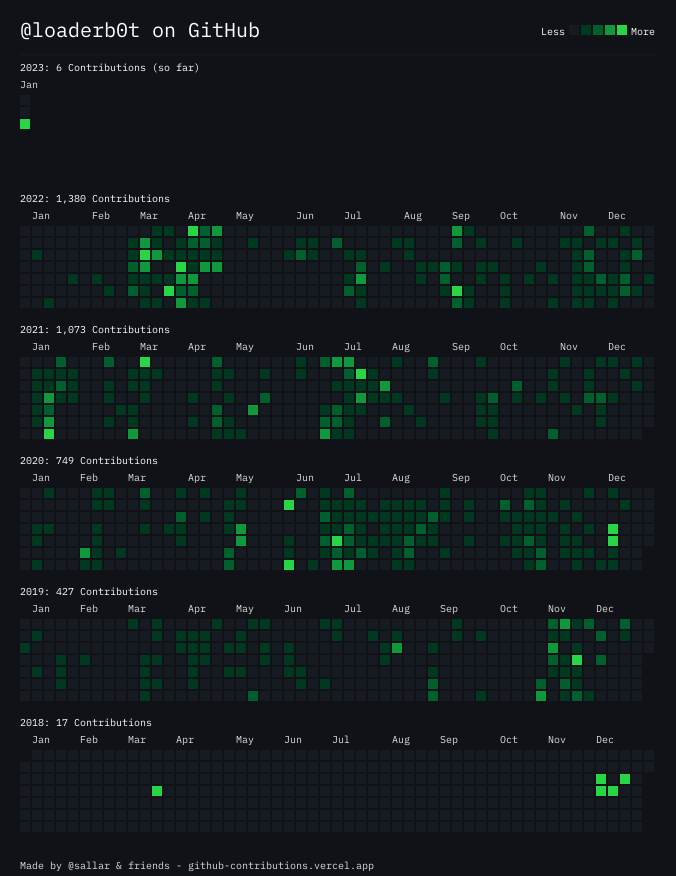 @loaderb0t on GitHub
Less More
2023: 6 Contributions (so far)
Jan
2022: 1,380 Contributions
Jan Feb Mar Apr May Jun Jul Aug Sep Oct Nov Dec
2021: 1,073 Contributions
Jan Feb Mar Apr May Jun Jul Aug Sep Oct Nov Dec
2020: 749 Contributions
Jan Feb Mar Apr May Jun Jul Aug Sep Oct Nov Dec
2019: 427 Contributions
Jan Feb Mar Apr May Jun Jul Aug Sep Oct Nov Dec
2018: 17 Contributions
Jan Feb Mar Apr May Jun Jul Aug Sep Oct Nov Dec
Made by @sallar & friends - github-contributions.vercel.app